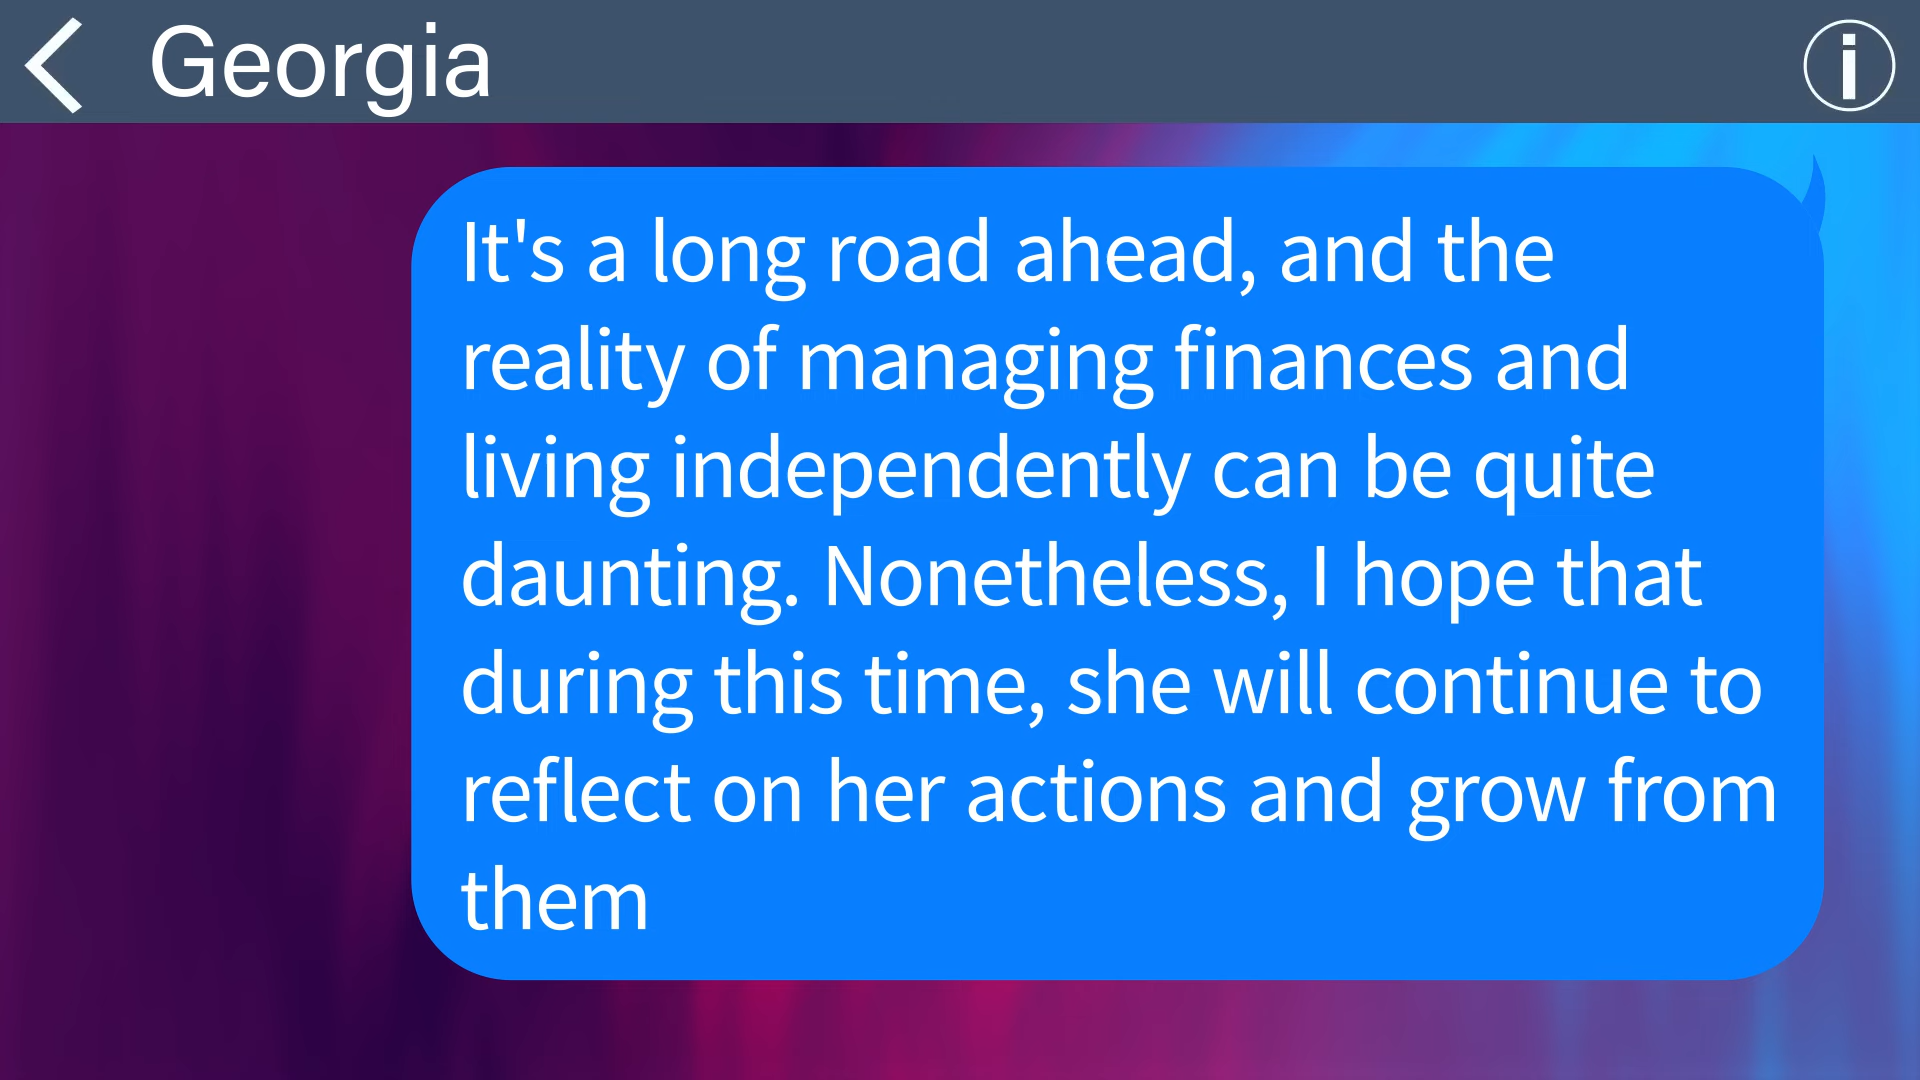 Georgia
It's a long road ahead, and the
reality of managing finances and
living independently can be quite
daunting. Nonetheless, I hope that
during this time, she will continue to
reflect on her actions and grow from
them